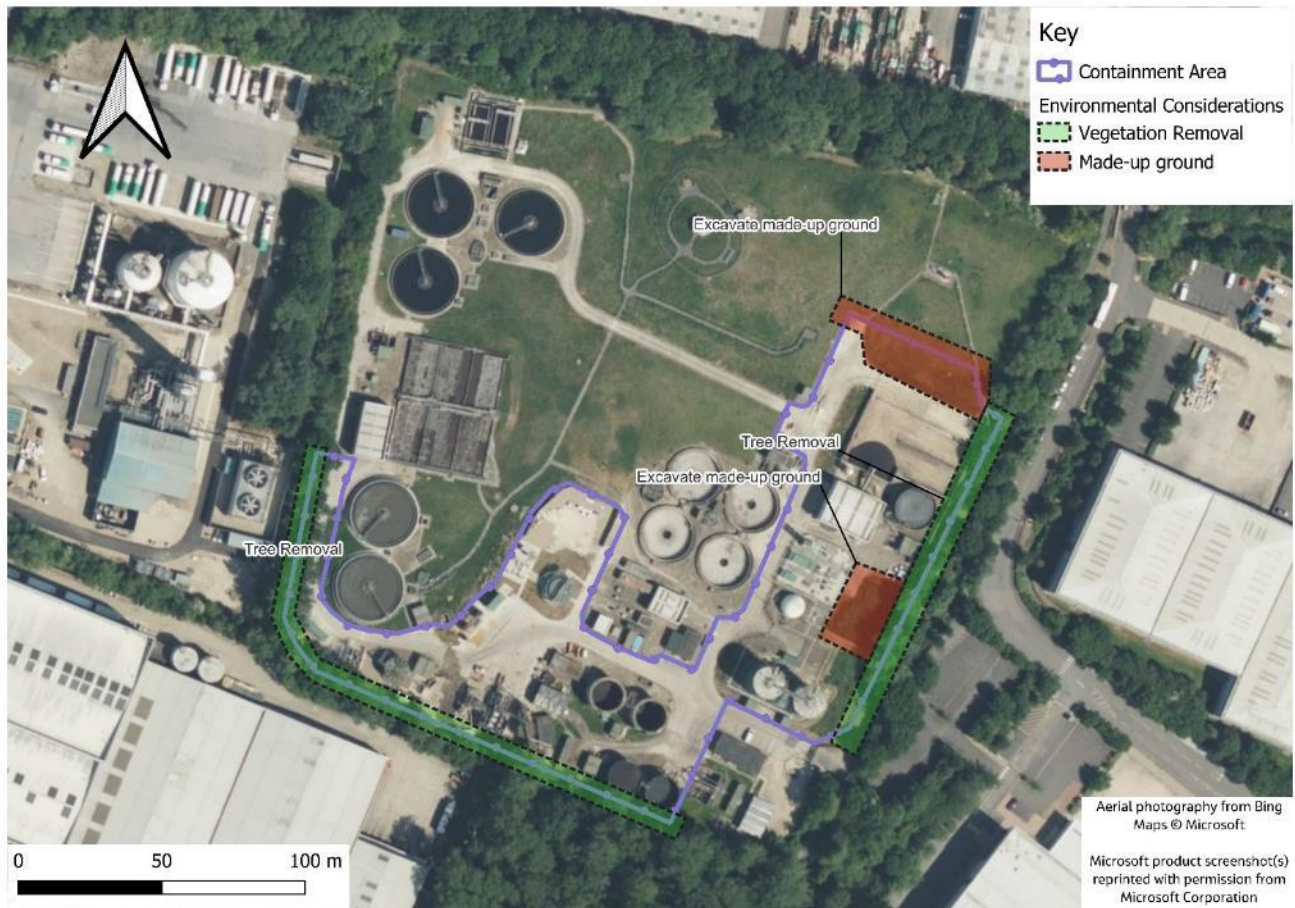 Key
Containment Area
Environmental Considerations
Vegetation Removal
Made-up ground
Excavate made-up ground
Tree Removal
Excavate made-up ground
Tree Removal
0 50 100 m
Aerial photography from Bing
Maps © Microsoft
Microsoft product screenshot(s)
reprinted with permission from
Microsoft Corporation